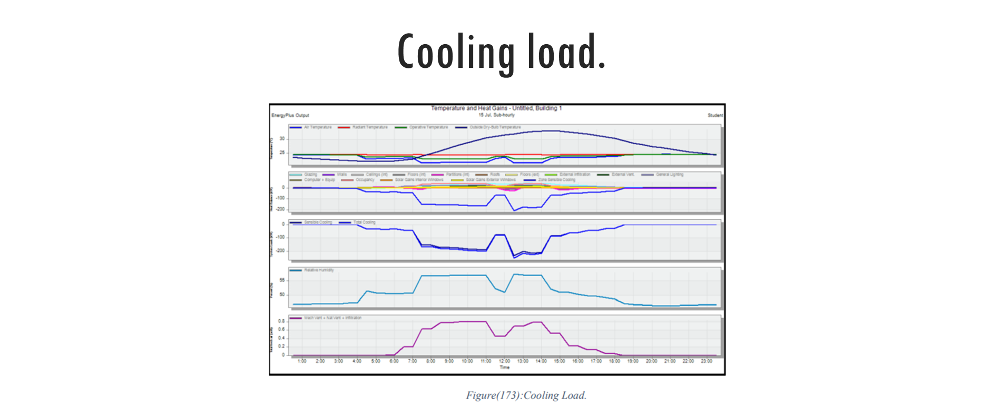 Cooling load.
Temperature and Heat Gains - Untitled, Building 1
EnergyPlus Output
15 Jul, Sub-hourly
Student
Air Temperature Radiant Temperature Operative Temperature Outside Dry-Bulb Temperature
30
25
Glazing Walls Ceilings (int) Floors (int) Partitions (int) Roofs Floors (ext) External Infiltration External Vent. General Lighting
Computer + Equip Occupancy Solar Gains Interior Windows Solar Gains Exterior Windows Zone Sensible Cooling
0
-100
-200
Sensible Cooling Total Cooling
0
-100
-200
Relative Humidity
55
50
Mech Vent + Nat Vent + Infiltration
0.8
0.6
0.4
0.2
0
1:00 2:00 3:00 4:00 5:00 6:00 7:00 8:00 9:00 10:00 11:00 12:00 13:00 14:00 15:00 16:00 17:00 18:00 19:00 20:00 21:00 22:00 23:00
Time
Figure(173):Cooling Load.